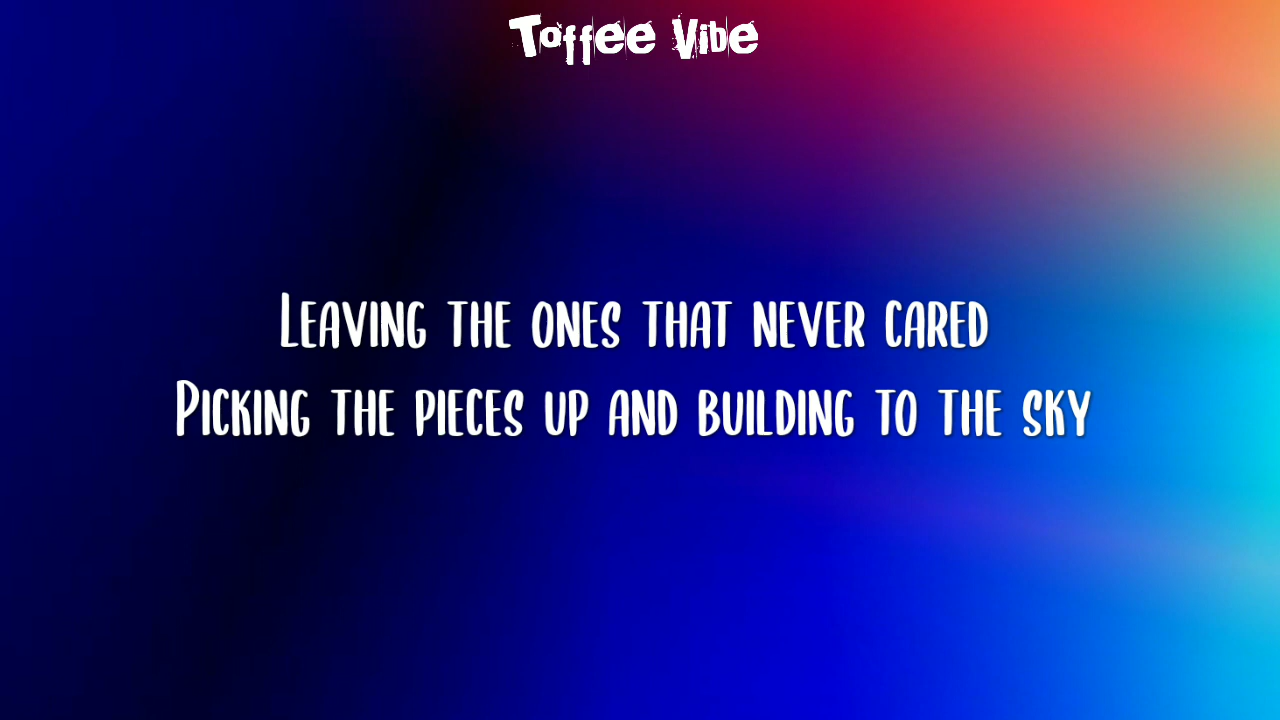 Toffee Vibe
Leaving the ones that never cared
Picking the pieces up and building to the sky